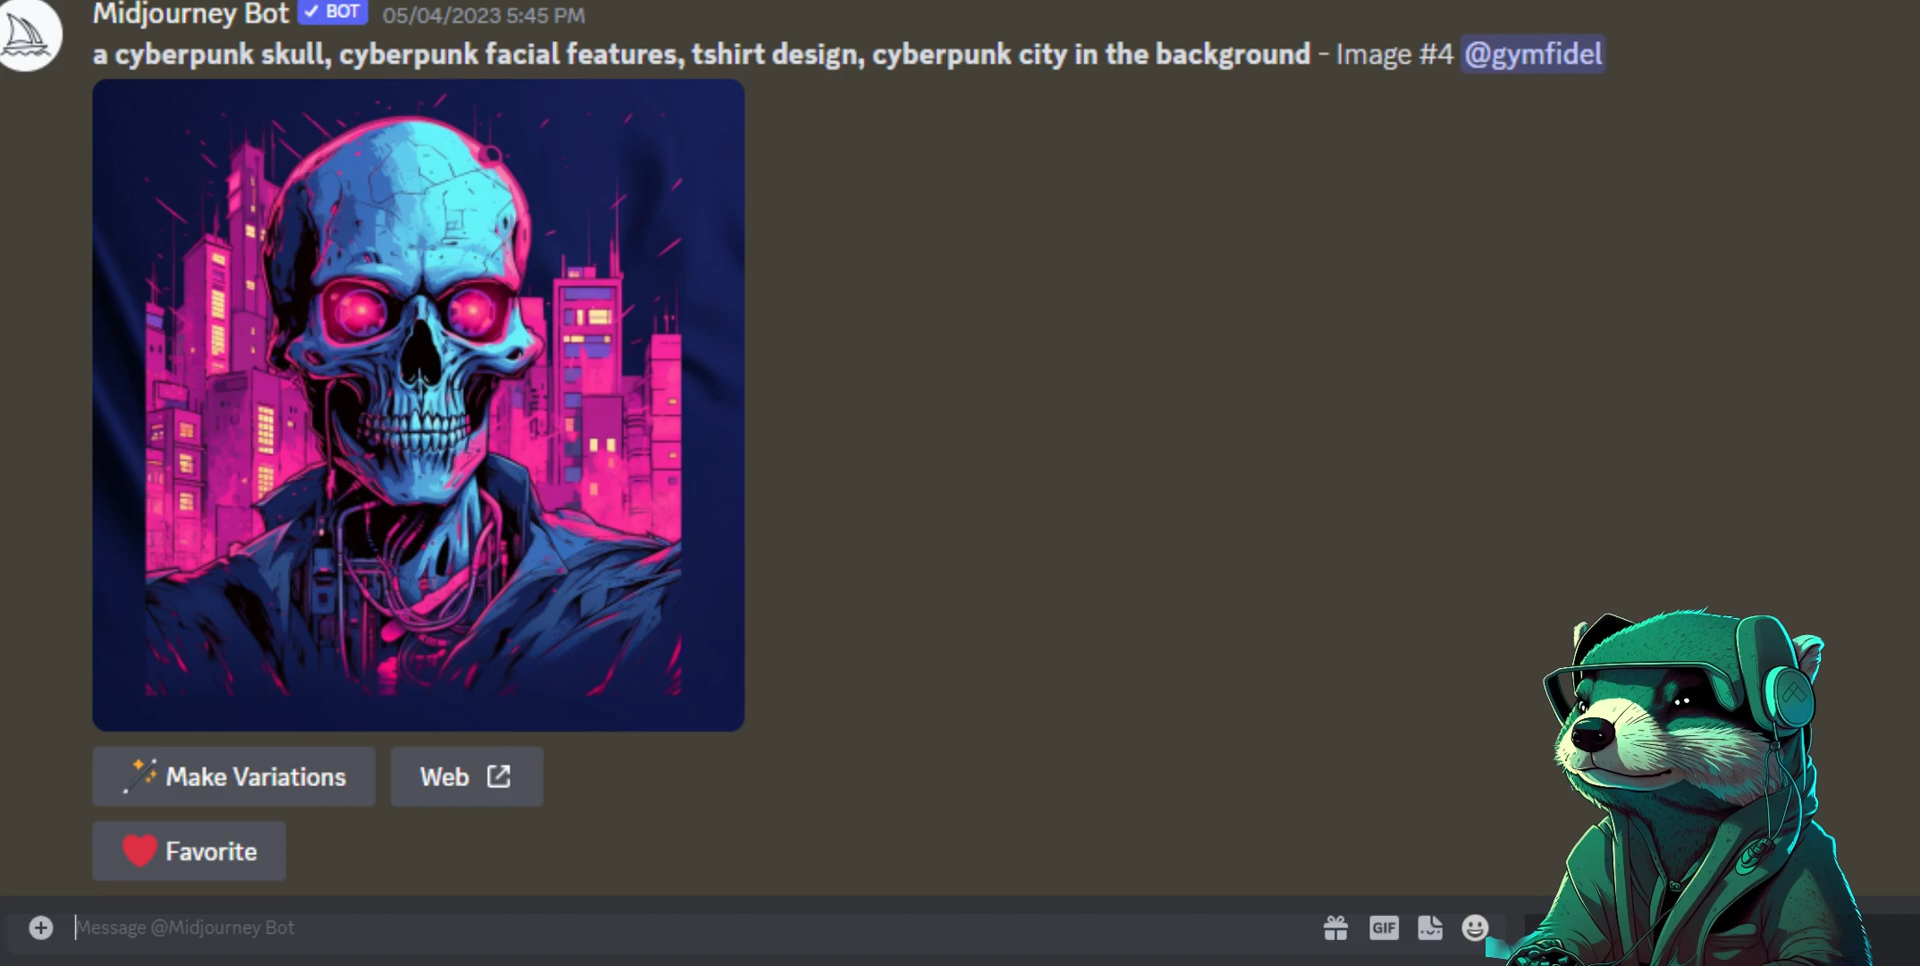 Midjourney Bot ✓ BOT 05/04/2023 5:45 PM
a cyberpunk skull, cyberpunk facial features, tshirt design, cyberpunk city in the background - Image #4 @gymfidel
Make Variations Web
Favorite
Message @Midjourney Bot GIF